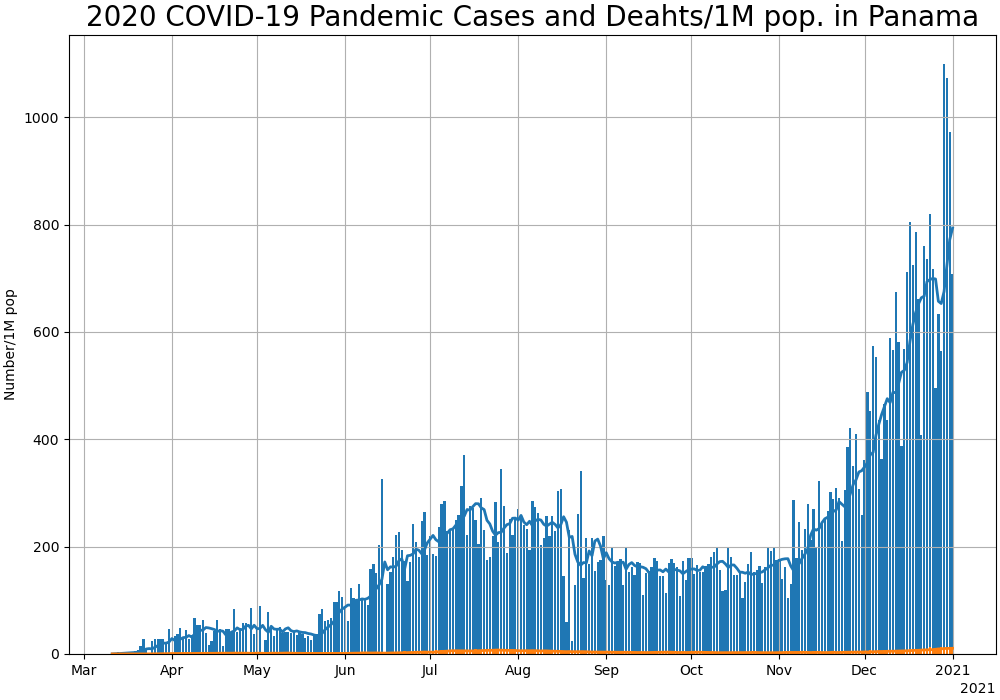 2020 COVID-19 Pandemic Cases and Deahts/1M pop. in Panama
Number/1M pop
1000
800
600
400
200
0
Mar Apr May Jun Jul Aug Sep Oct Nov Dec 2021
2021